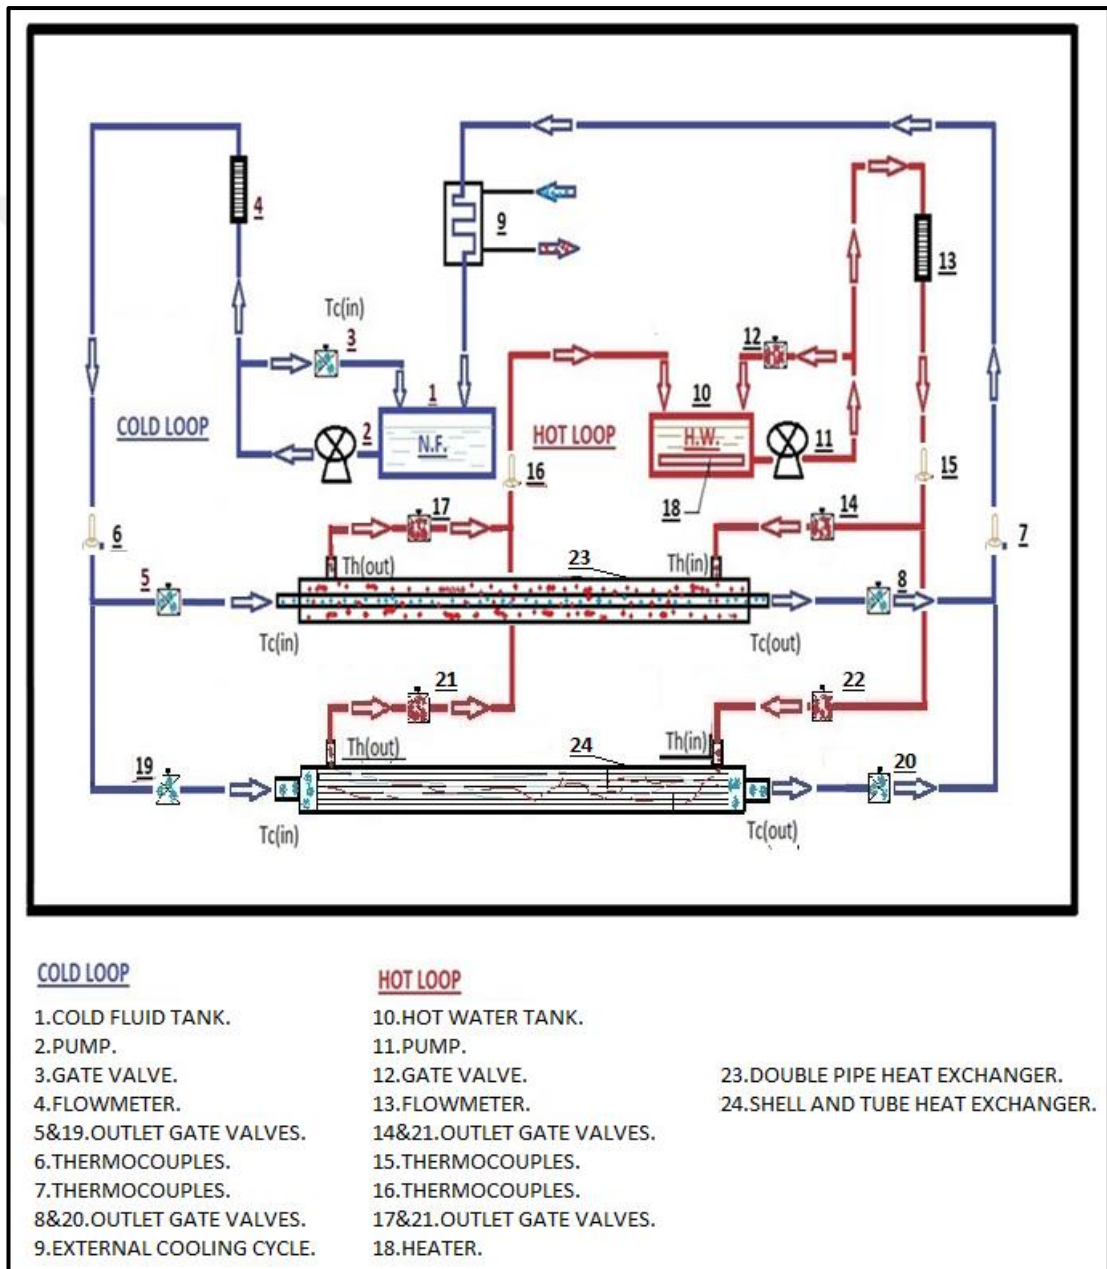 4
9
13
Tc(in)
3
12
1
10
COLD LOOP
2
N.F.
HOT LOOP
H.W.
11
16
18
15
17
14
6
7
23
Th(out)
Th(in)
5
8
Tc(in)
Tc(out)
21
22
Th(out)
24
Th(in)
19
20
Tc(in)
Tc(out)
COLD LOOP
1.COLD FLUID TANK.
2.PUMP.
3.GATE VALVE.
4.FLOWMETER.
5&19.OUTLET GATE VALVES.
6.THERMOCOUPLES.
7.THERMOCOUPLES.
8&20.OUTLET GATE VALVES.
9.EXTERNAL COOLING CYCLE.
HOT LOOP
10.HOT WATER TANK.
11.PUMP.
12.GATE VALVE.
13.FLOWMETER.
14&21.OUTLET GATE VALVES.
15.THERMOCOUPLES.
16.THERMOCOUPLES.
17&21.OUTLET GATE VALVES.
18.HEATER.
23.DOUBLE PIPE HEAT EXCHANGER.
24.SHELL AND TUBE HEAT EXCHANGER.